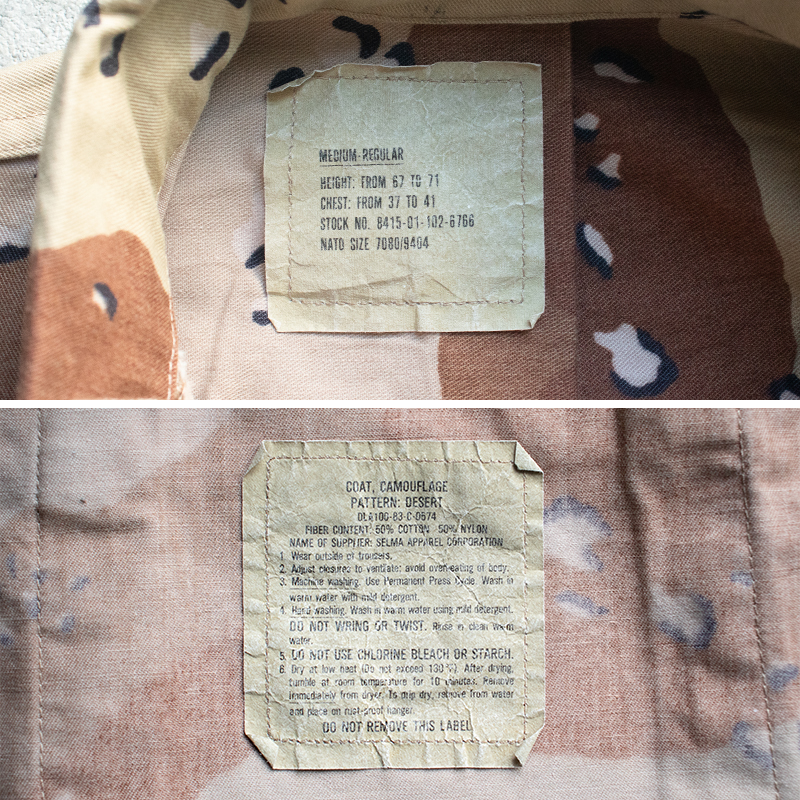 MEDIUM-REGULAR
HEIGHT: FROM 67 TO 71
CHEST: FROM 37 TO 41
STOCK NO. 8415-01-102-6766
NATO SIZE 7080/9404
COAT, CAMOUFLAGE
PATTERN: DESERT
DLA100-83-C-0574
FIBER CONTENT: 50% COTTON 50% NYLON
NAME OF SUPPLIER: SELMA APPAREL CORPORATION
1. Wear outside of trousers.
2. Adjust closures to ventilate: avoid over-eating of body.
3. Machine washing. Use Permanent Press Cycle. Wash in
warm water with mild detergent.
4. Hand washing. Wash in warm water using mild detergent.
DO NOT WRING OR TWIST. Rinse in clean warm
water.
5. DO NOT USE CHLORINE BLEACH OR STARCH.
6. Dry at low heat (Do not exceed 130°). After drying,
tumble at room temperature for 10 minutes. Remove
immediately from dryer. To drip dry, remove from water
and place on rust-proof hanger.
DO NOT REMOVE THIS LABEL